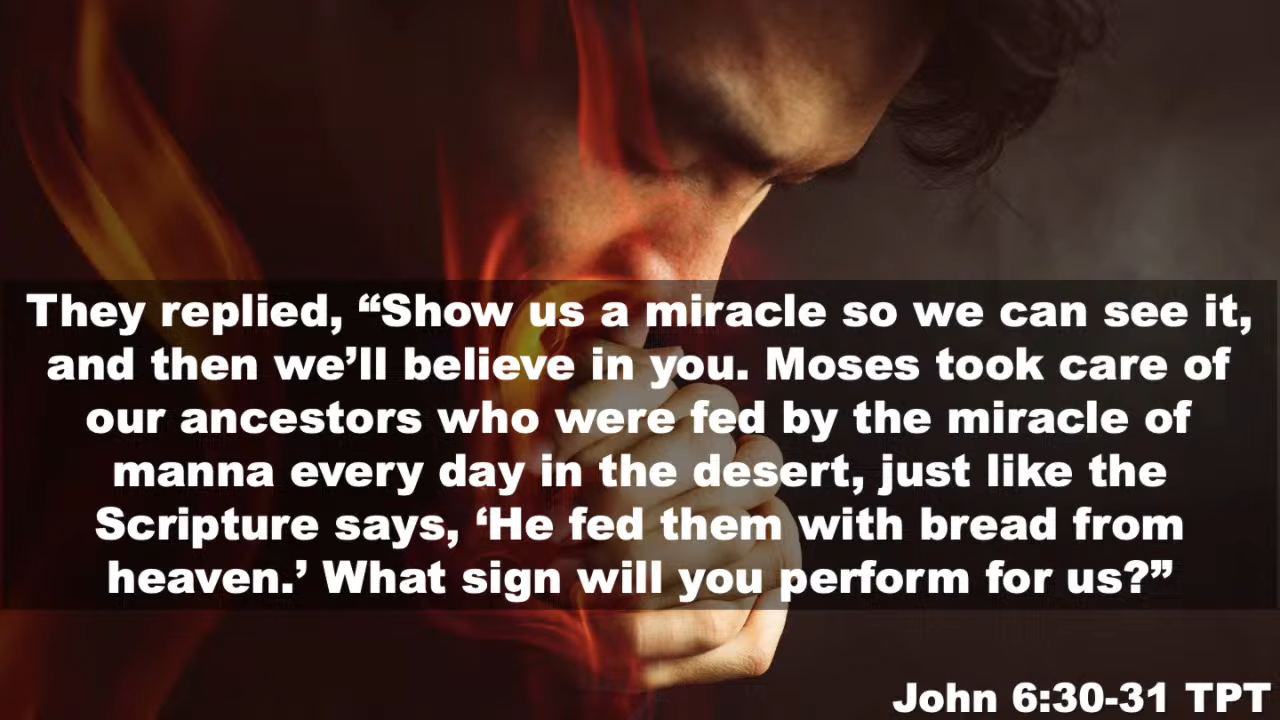 They replied, “Show us a miracle so we can see it,
and then we’ll believe in you. Moses took care of
our ancestors who were fed by the miracle of
manna every day in the desert, just like the
Scripture says, ‘He fed them with bread from
heaven.’ What sign will you perform for us?”
John 6:30-31 TPT